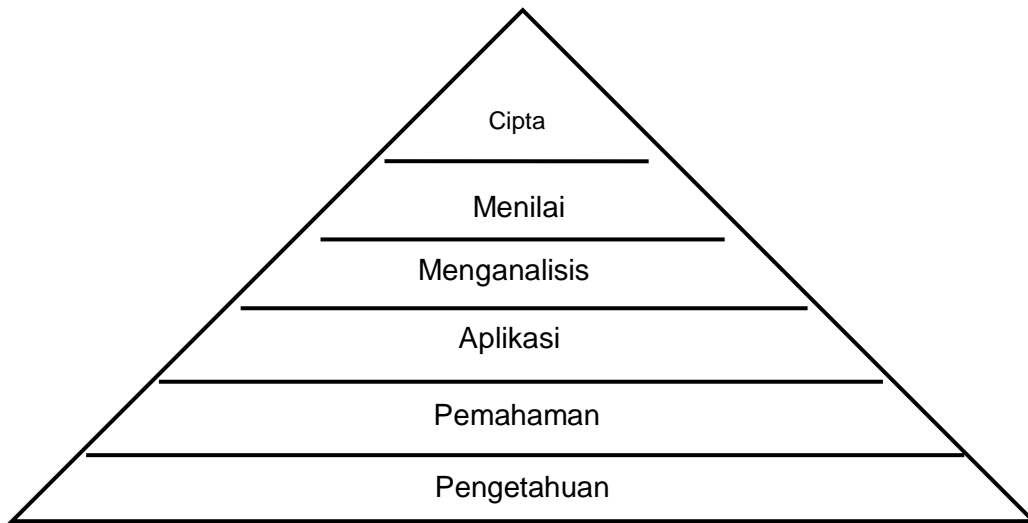 Cipta
Menilai
Menganalisis
Aplikasi
Pemahaman
Pengetahuan